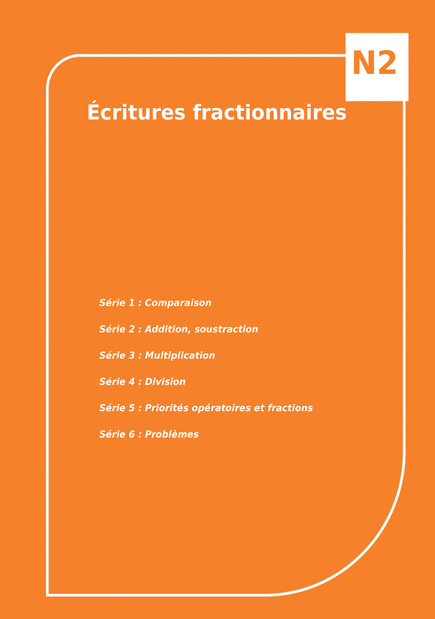 N2
Écritures fractionnaires
Série 1 : Comparaison
Série 2 : Addition, soustraction
Série 3 : Multiplication
Série 4 : Division
Série 5 : Priorités opératoires et fractions
Série 6 : Problèmes